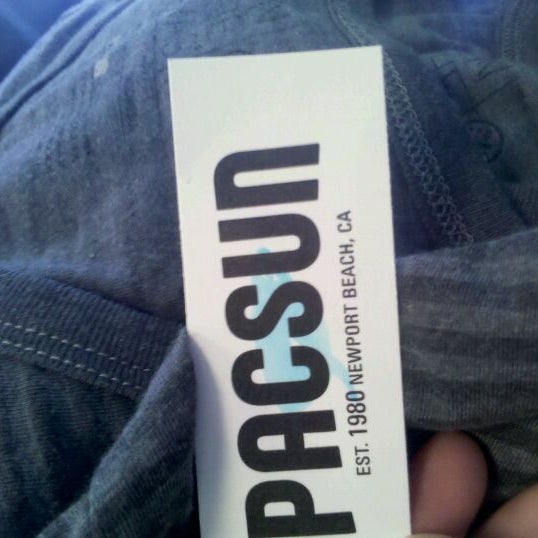 PACSUN
EST. 1980 NEWPORT BEACH, CA